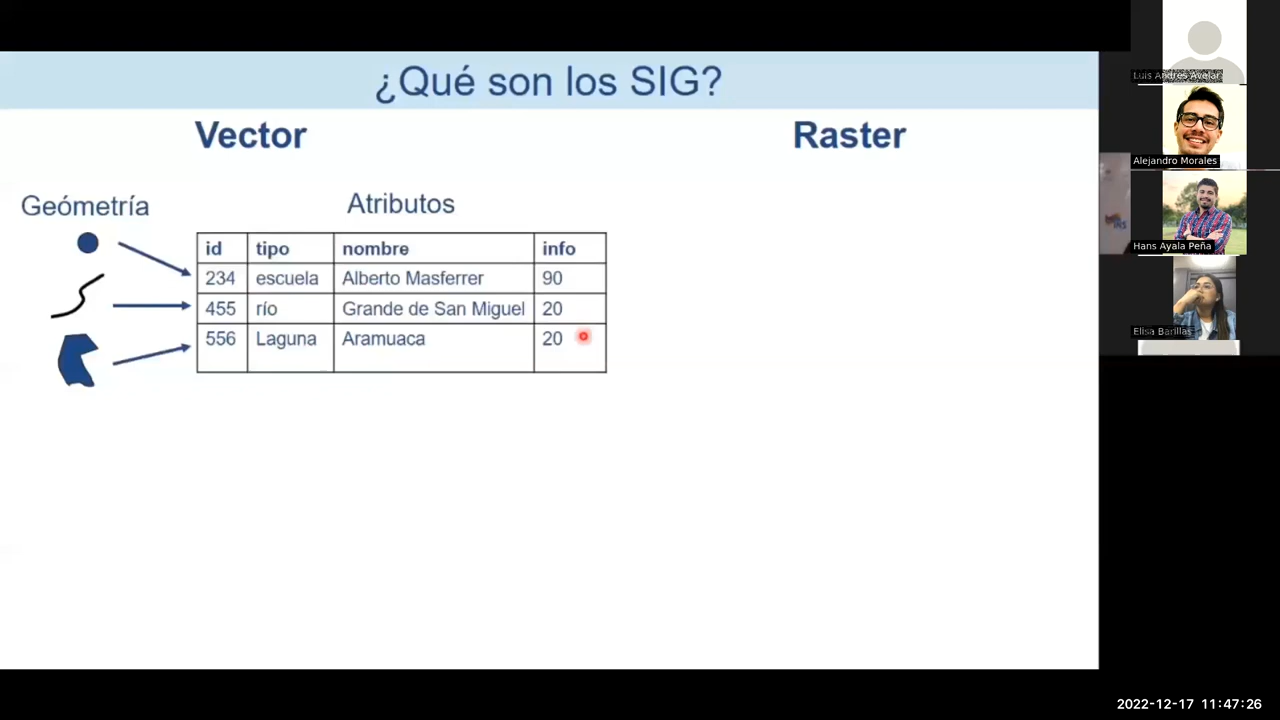 ¿Qué son los SIG?
Vector
Raster
Geómetría
Atributos
id tipo nombre info
234 escuela Alberto Masferrer 90
455 río Grande de San Miguel 20
556 Laguna Aramuaca 20
Luis Andres Avelar
Alejandro Morales
Hans Ayala Peña
Elisa Barillas
2022-12-17 11:47:26